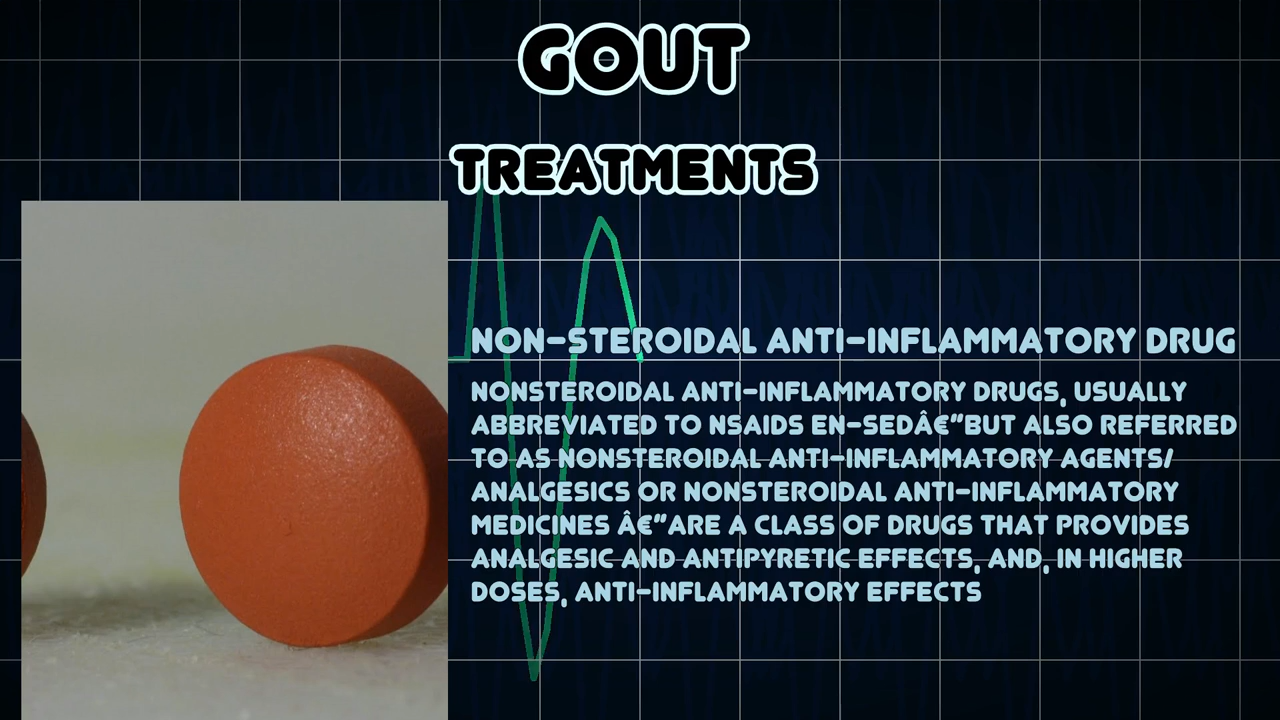 GOUT
TREATMENTS
NON-STEROIDAL ANTI-INFLAMMATORY DRUG
NONSTEROIDAL ANTI-INFLAMMATORY DRUGS, USUALLY
ABBREVIATED TO NSAIDS EN-SEDÂ€"BUT ALSO REFERRED
TO AS NONSTEROIDAL ANTI-INFLAMMATORY AGENTS/
ANALGESICS OR NONSTEROIDAL ANTI-INFLAMMATORY
MEDICINES Â€"ARE A CLASS OF DRUGS THAT PROVIDES
ANALGESIC AND ANTIPYRETIC EFFECTS, AND, IN HIGHER
DOSES, ANTI-INFLAMMATORY EFFECTS